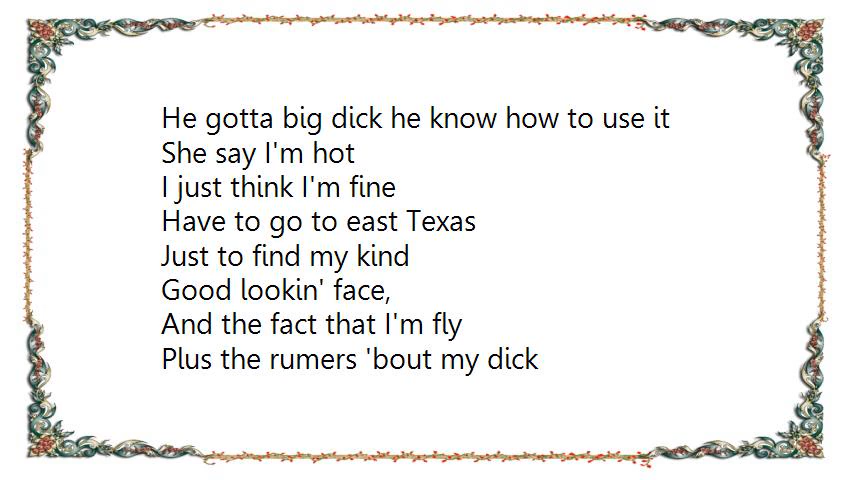 He gotta big dick he know how to use it
She say I'm hot
I just think I'm fine
Have to go to east Texas
Just to find my kind
Good lookin' face,
And the fact that I'm fly
Plus the rumers 'bout my dick